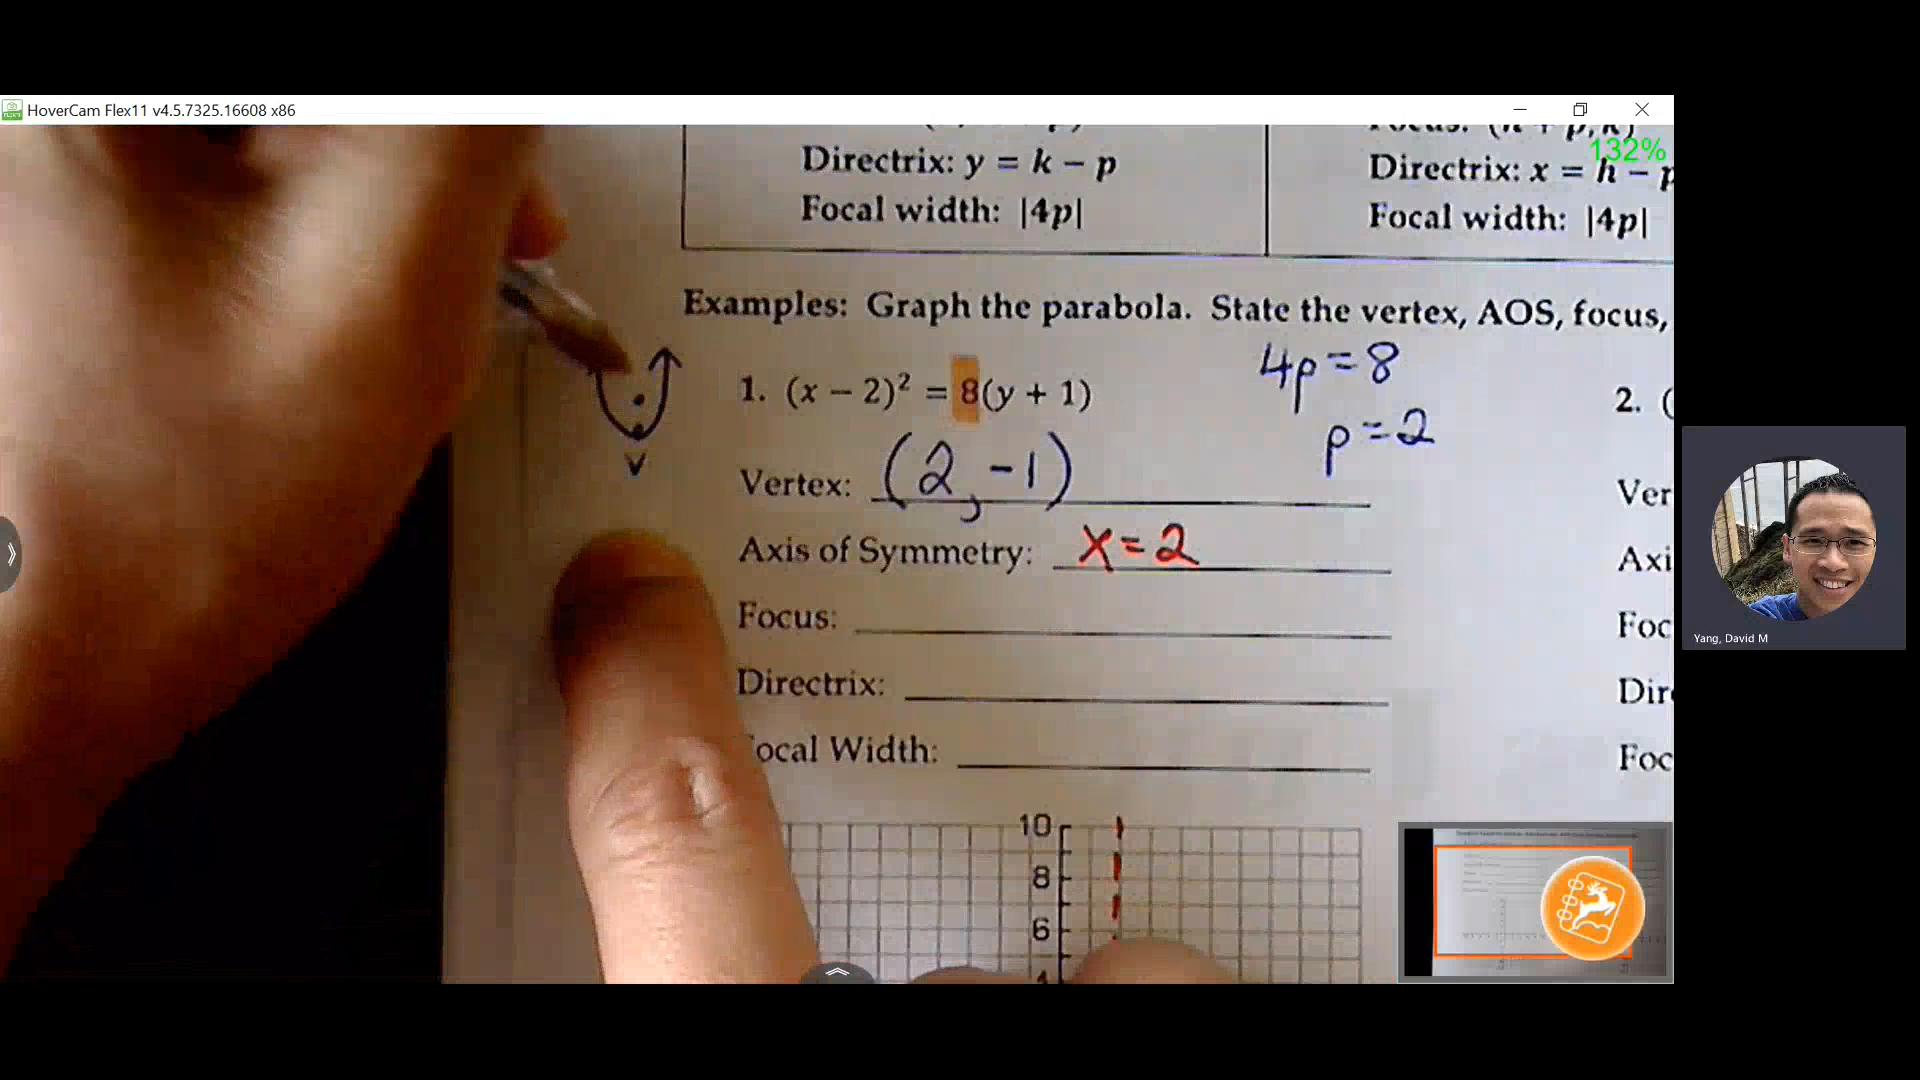 HoverCam Flex11 v4.5.7325.16608 x86
132%
Directrix: y = k − p
Focal width: |4p|
Directrix: x = h − p
Focal width: |4p|
Examples: Graph the parabola. State the vertex, AOS, focus,
1. (x − 2)² = 8(y + 1)
4p = 8
p = 2
v
Vertex: (2, -1)
Axis of Symmetry: x = 2
Focus:
Directrix:
ocal Width:
10
8
6
2. (
Ver
Axi
Foc
Dir
Foc
Yang, David M